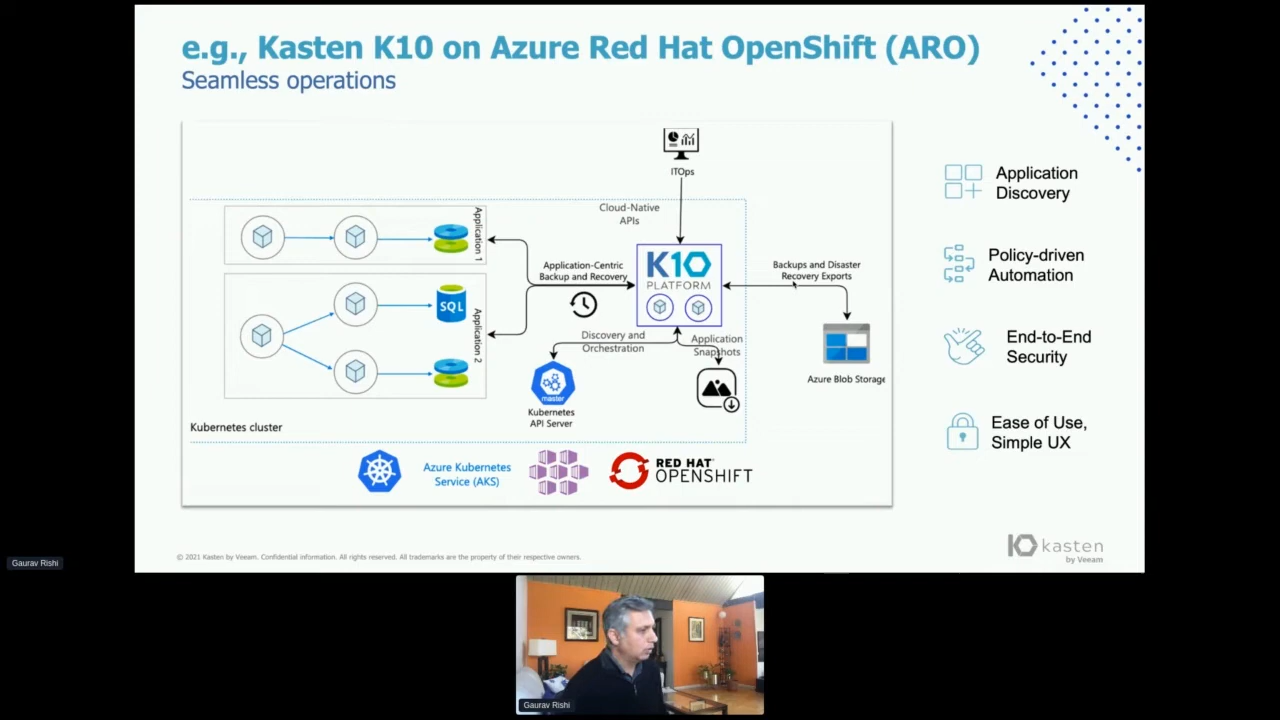 e.g., Kasten K10 on Azure Red Hat OpenShift (ARO)
Seamless operations
ITOps
Cloud-Native
APIs
Application 1
Application-Centric
Backup and Recovery
K10
PLATFORM
Backups and Disaster
Recovery Exports
SQL
Application 2
Discovery and
Orchestration
Application
Snapshots
master
Kubernetes
API Server
Azure Blob Storage
Kubernetes cluster
Azure Kubernetes
Service (AKS)
RED HAT
OPENSHIFT
Application
Discovery
Policy-driven
Automation
End-to-End
Security
Ease of Use,
Simple UX
© 2021 Kasten by Veeam. Confidential information. All rights reserved. All trademarks are the property of their respective owners.
K10 kasten
by Veeam
Gaurav Rishi
Gaurav Rishi